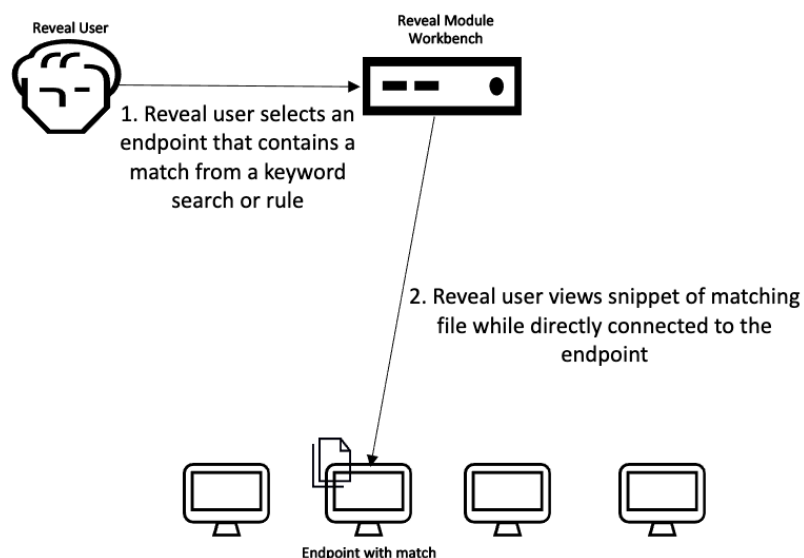 Reveal User
Reveal Module
Workbench
1. Reveal user selects an
endpoint that contains a
match from a keyword
search or rule
2. Reveal user views snippet of matching
file while directly connected to the
endpoint
Endpoint with match